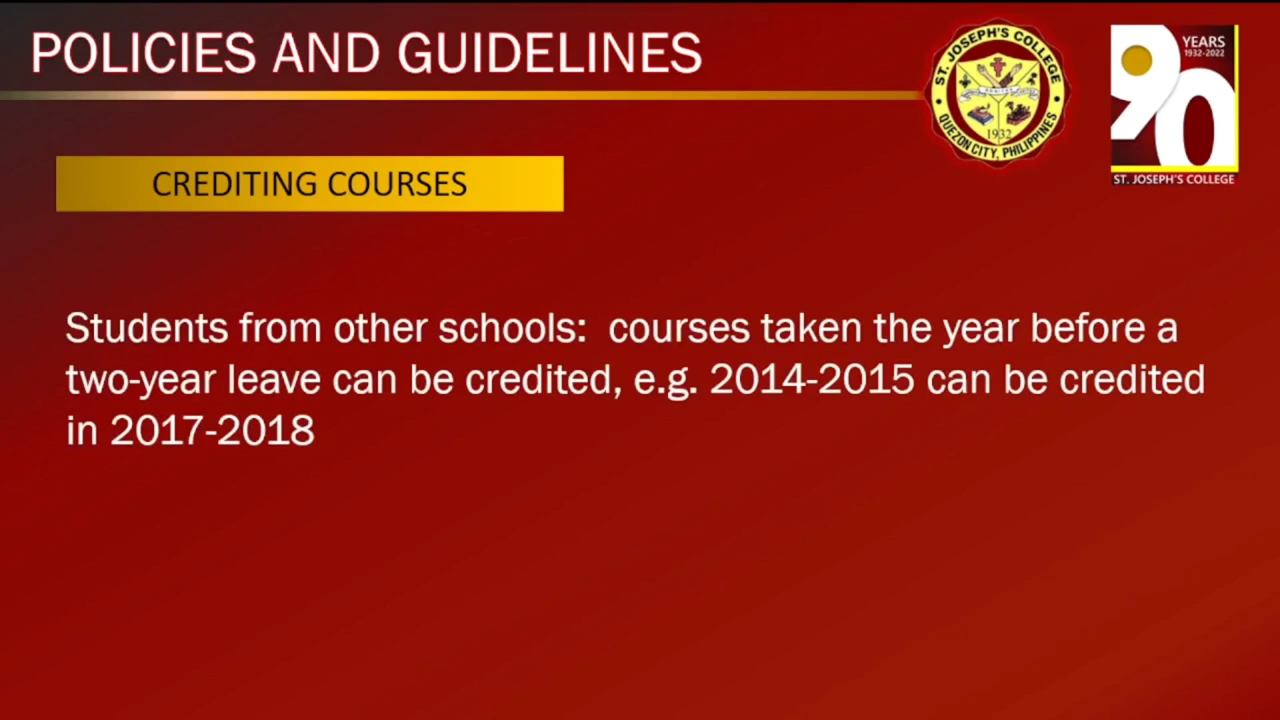 POLICIES AND GUIDELINES
ST. JOSEPH'S COLLEGE
QUEZON CITY, PHILIPPINES
1932
90
YEARS
1932-2022
ST. JOSEPH'S COLLEGE
CREDITING COURSES
Students from other schools:  courses taken the year before a
two-year leave can be credited, e.g. 2014-2015 can be credited
in 2017-2018